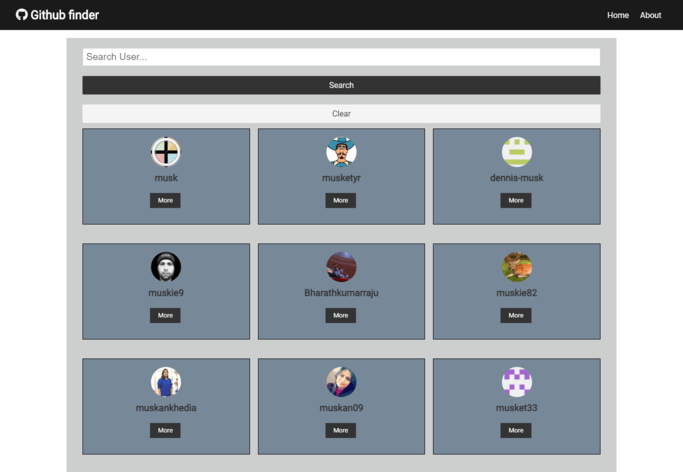 Github finder
Home About
Search User...
Search
Clear
musk musketyr dennis-musk
More More More
muskie9 Bharathkumarraju muskie82
More More More
muskankhedia muskan09 musket33
More More More